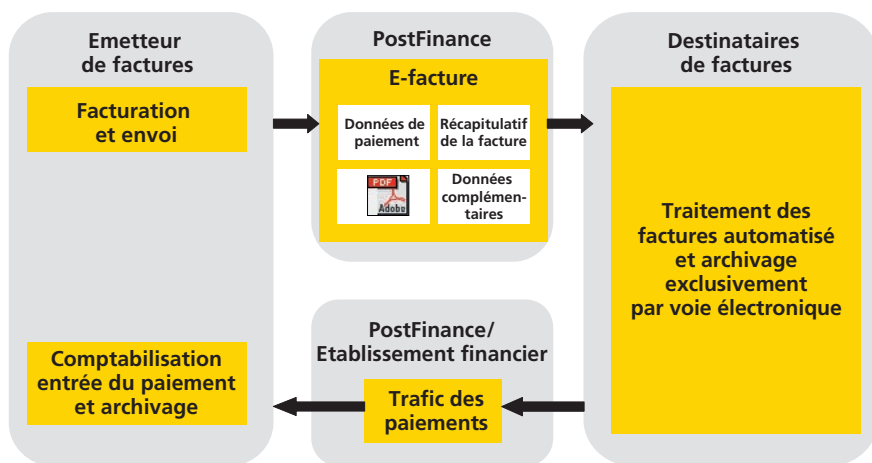 Emetteur
de factures
Facturation
et envoi
Comptabilisation
entrée du paiement
et archivage
PostFinance
E-facture
Données de
paiement
Récapitulatif
de la facture
PDF
Adobe
Données
complémen-
taires
PostFinance/
Etablissement financier
Trafic des
paiements
Destinataires
de factures
Traitement des
factures automatisé
et archivage
exclusivement
par voie électronique